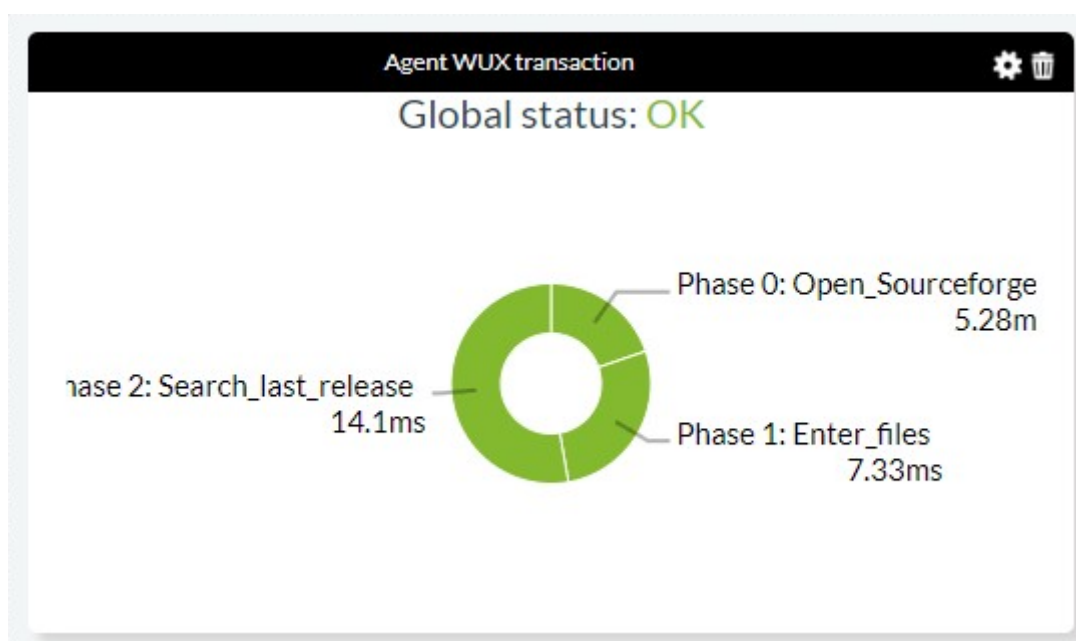 Agent WUX transaction
Global status: OK
Phase 0: Open_Sourceforge
5.28m
2: Search_last_release
14.1ms
Phase 1: Enter_files
7.33ms